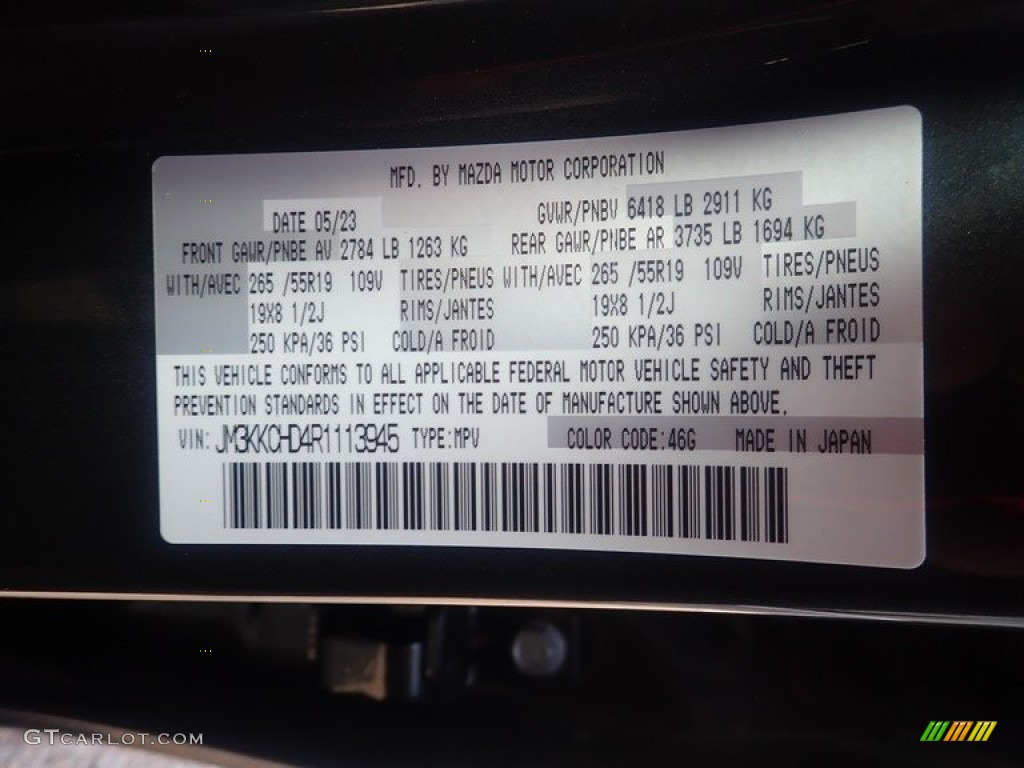 MFD. BY MAZDA MOTOR CORPORATION
DATE 05/23 GVWR/PNBV 6418 LB 2911 KG
FRONT GAWR/PNBE AV 2784 LB 1263 KG REAR GAWR/PNBE AR 3735 LB 1694 KG
WITH/AVEC 265 /55R19 109V TIRES/PNEUS WITH/AVEC 265 /55R19 109V TIRES/PNEUS
19X8 1/2J RIMS/JANTES 19X8 1/2J RIMS/JANTES
250 KPA/36 PSI COLD/A FROID 250 KPA/36 PSI COLD/A FROID
THIS VEHICLE CONFORMS TO ALL APPLICABLE FEDERAL MOTOR VEHICLE SAFETY AND THEFT
PREVENTION STANDARDS IN EFFECT ON THE DATE OF MANUFACTURE SHOWN ABOVE.
VIN: JM3KKCHD4R1113945 TYPE:MPV COLOR CODE:46G MADE IN JAPAN
GTCARLOT.COM